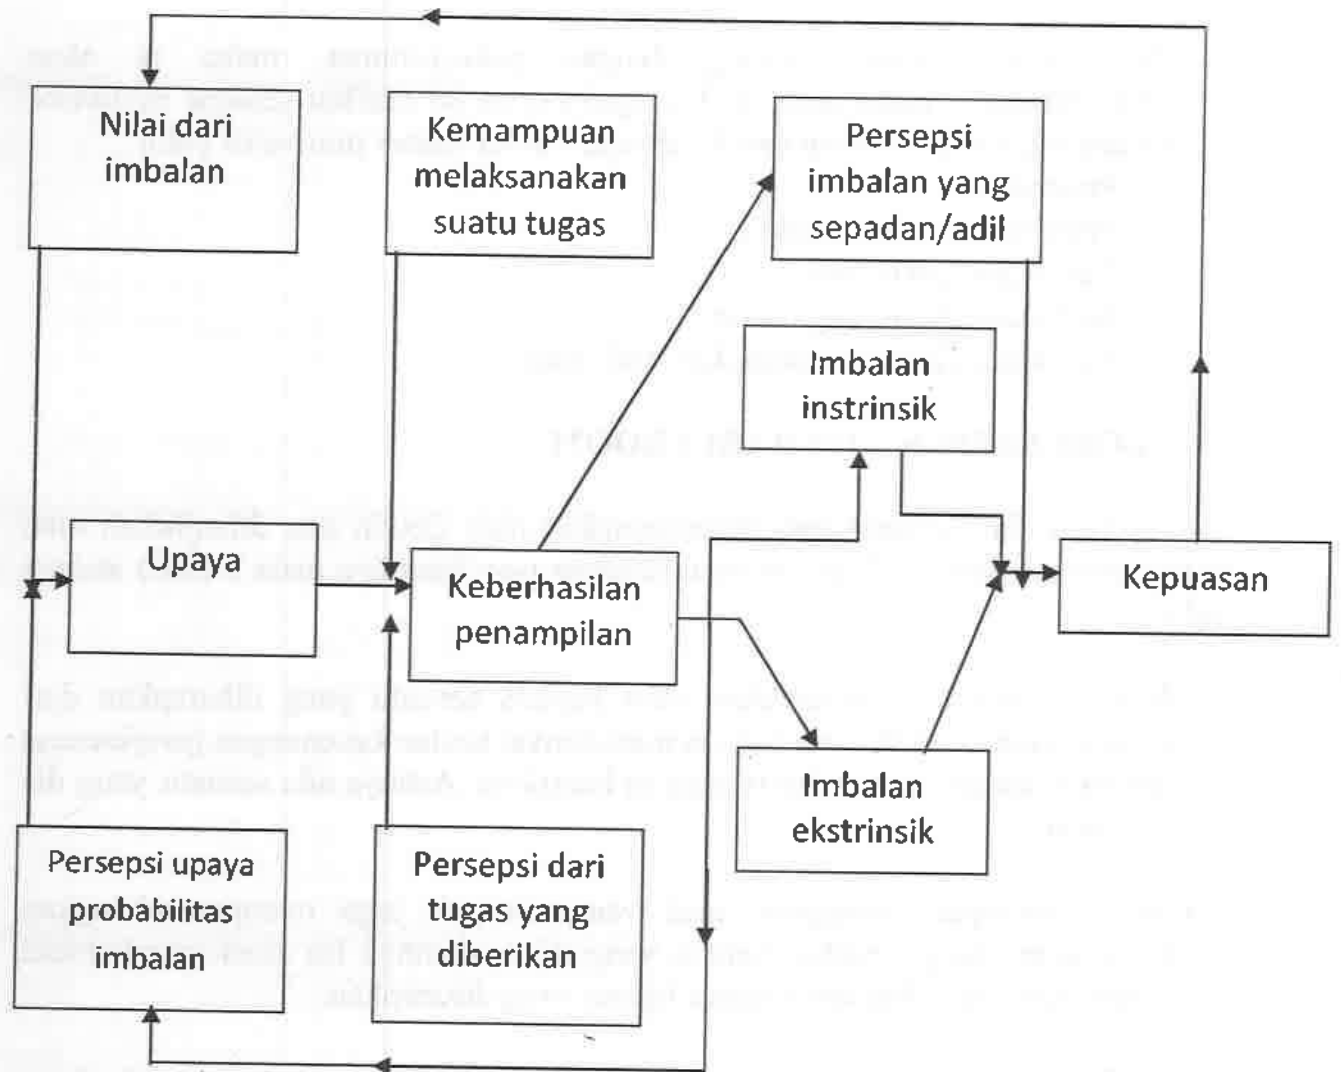 Nilai dari
imbalan
Kemampuan
melaksanakan
suatu tugas
Persepsi
imbalan yang
sepadan/adil
Imbalan
instrinsik
Upaya
Keberhasilan
penampilan
Kepuasan
Imbalan
ekstrinsik
Persepsi upaya
probabilitas
imbalan
Persepsi dari
tugas yang
diberikan